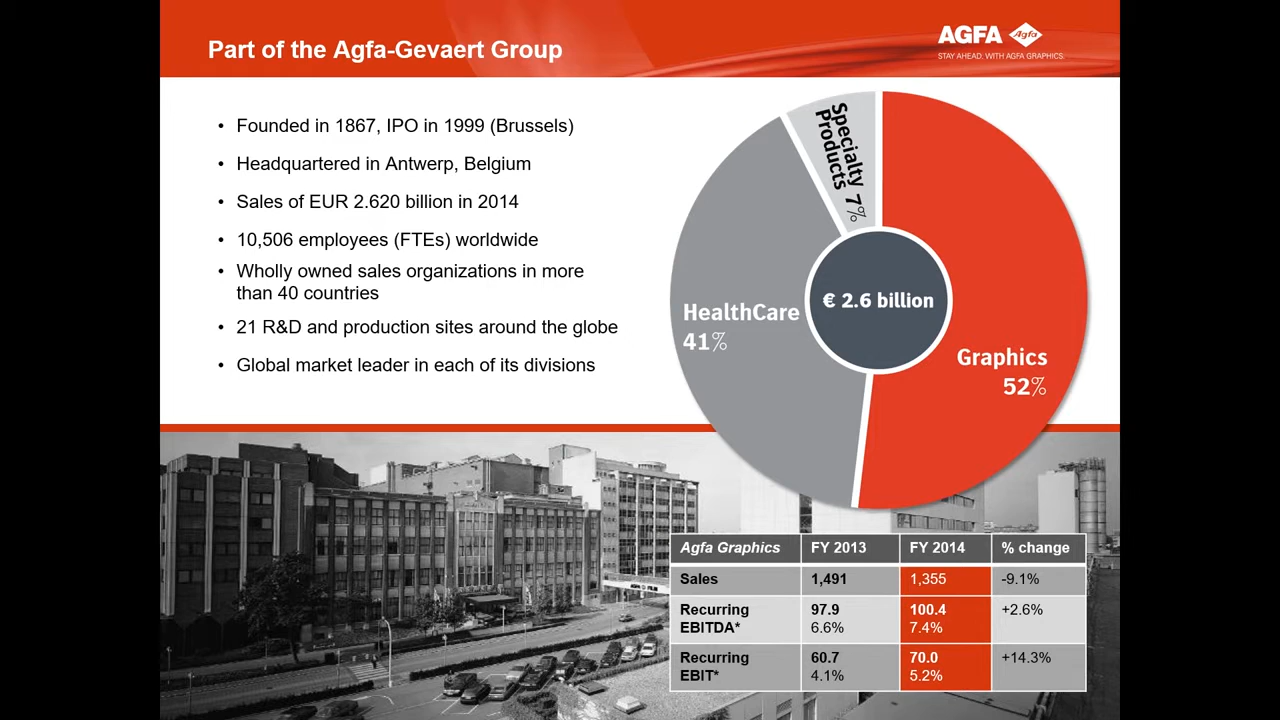 Part of the Agfa-Gevaert Group
AGFA Agfa
STAY AHEAD. WITH AGFA GRAPHICS.
• Founded in 1867, IPO in 1999 (Brussels)
• Headquartered in Antwerp, Belgium
• Sales of EUR 2.620 billion in 2014
• 10,506 employees (FTEs) worldwide
• Wholly owned sales organizations in more
than 40 countries
• 21 R&D and production sites around the globe
• Global market leader in each of its divisions
Specialty
Products 7%
HealthCare
41%
€ 2.6 billion
Graphics
52%
Agfa Graphics FY 2013 FY 2014 % change
Sales 1,491 1,355 -9.1%
Recurring 97.9 100.4 +2.6%
EBITDA* 6.6% 7.4%
Recurring 60.7 70.0 +14.3%
EBIT* 4.1% 5.2%